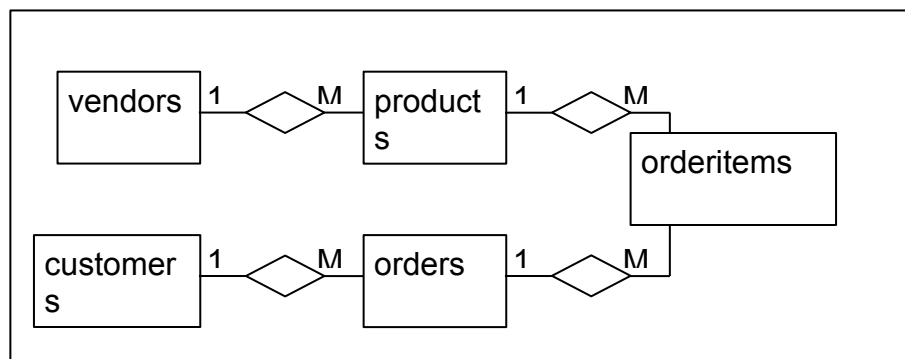 vendors 1 M product
s 1 M
orderitems
customer
s 1 M orders 1 M